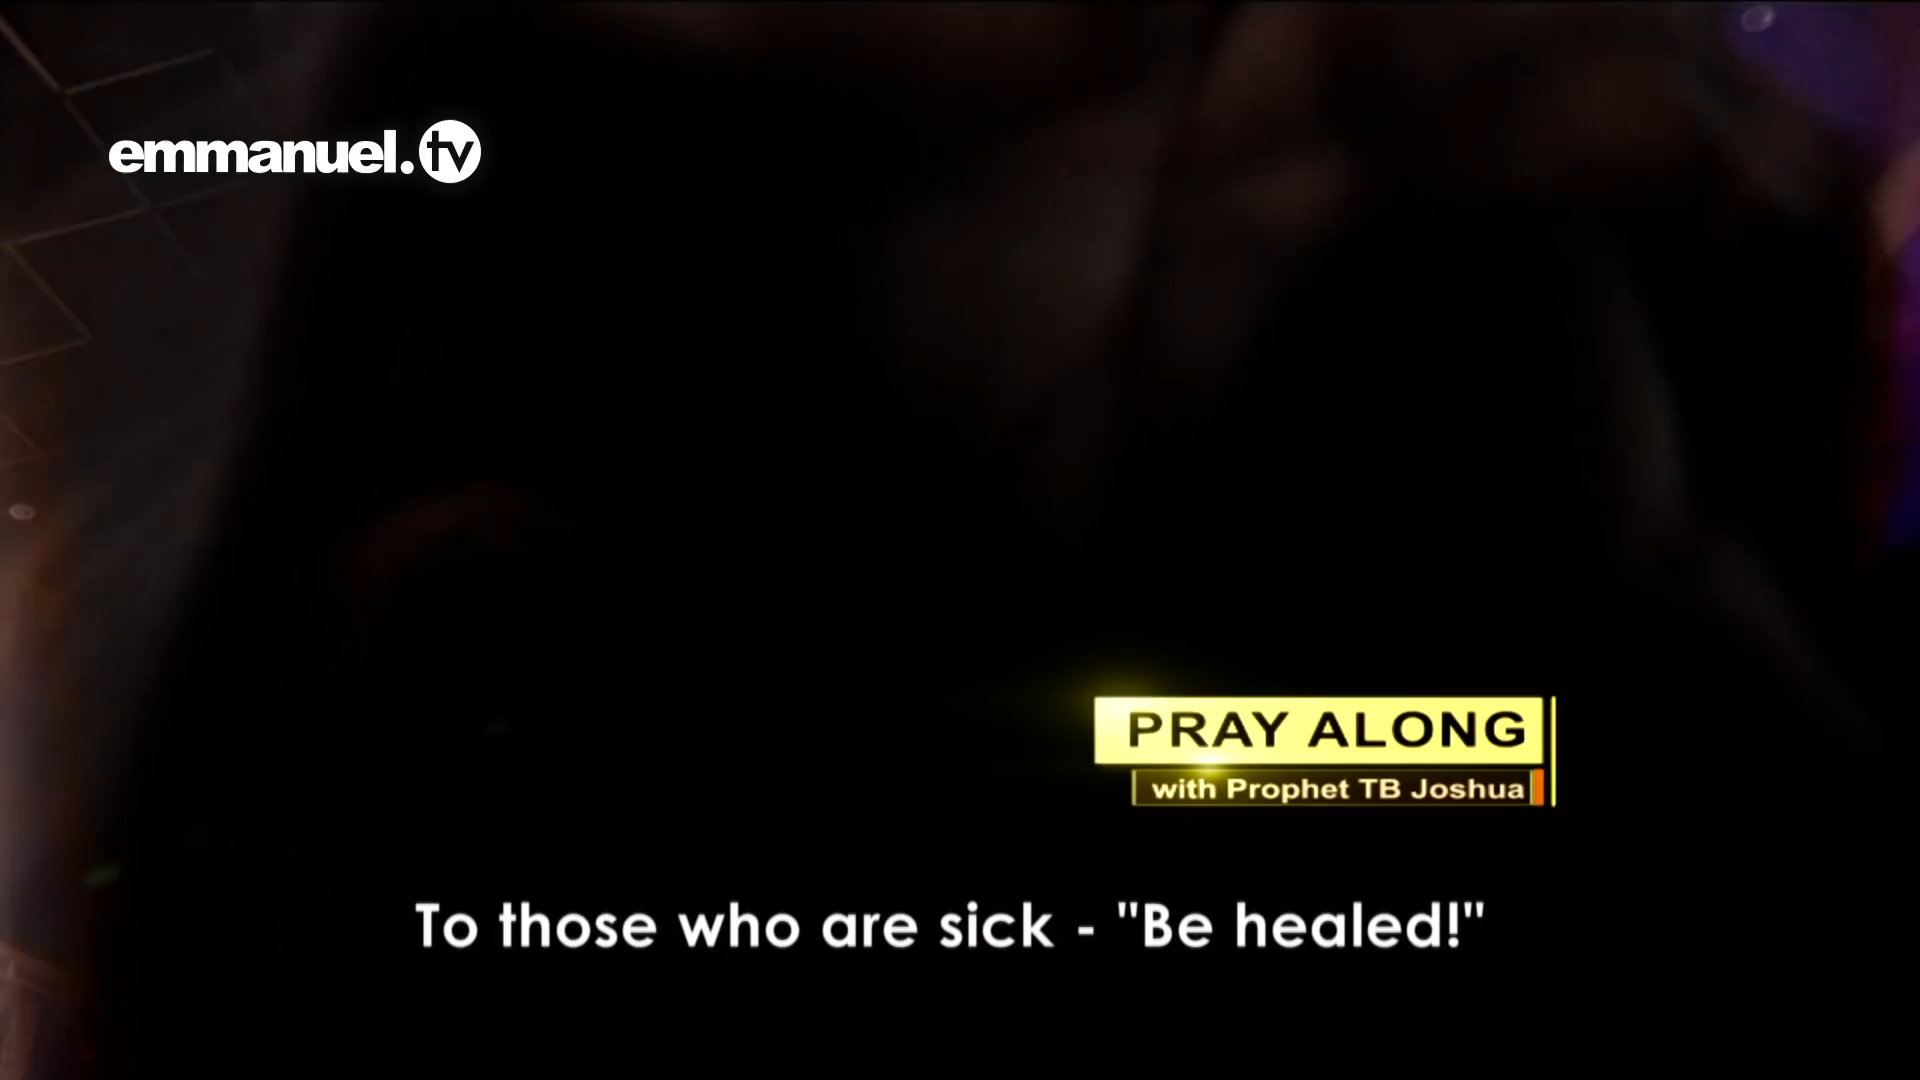 emmanuel.tv
PRAY ALONG
with Prophet TB Joshua
To those who are sick - "Be healed!"